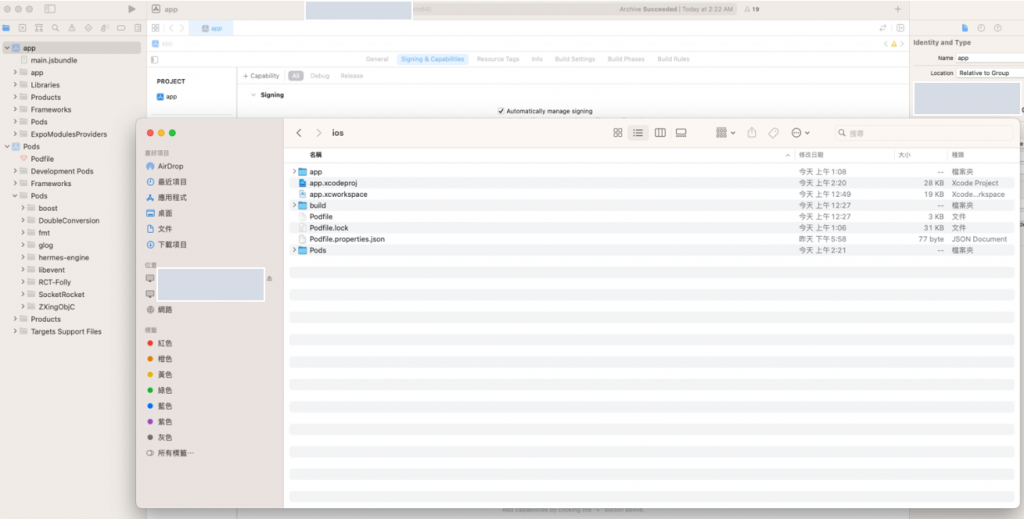 app
Archive Succeeded | Today at 2:22 AM
19
app
app
General
Signing & Capabilities
Resource Tags
Info
Build Settings
Build Phases
Build Rules
PROJECT
app
+ Capability
All
Debug
Release
Signing
Automatically manage signing
Identity and Type
Name app
Location Relative to Group
app
main.jsbundle
app
Libraries
Products
Frameworks
Pods
ExpoModulesProviders
Pods
Podfile
Development Pods
Frameworks
Pods
boost
DoubleConversion
fmt
glog
hermes-engine
libevent
RCT-Folly
SocketRocket
ZXingObjC
Products
Targets Support Files
喜好項目
AirDrop
最近項目
應用程式
桌面
文件
下載項目
位置
網路
標籤
紅色
橙色
黃色
綠色
藍色
紫色
灰色
所有標籤⋯
ios
搜尋
名稱 修改日期 大小 種類
app 今天 上午1:08 -- 檔案夾
app.xcodeproj 今天 上午2:20 28 KB Xcode Project
app.xcworkspace 今天 上午12:49 19 KB Xcode...rkspace
build 今天 上午12:27 -- 檔案夾
Podfile 今天 上午12:27 3 KB 文件
Podfile.lock 今天 上午1:06 31 KB 文件
Podfile.properties.json 昨天 下午5:58 77 byte JSON Document
Pods 今天 上午2:21 -- 檔案夾